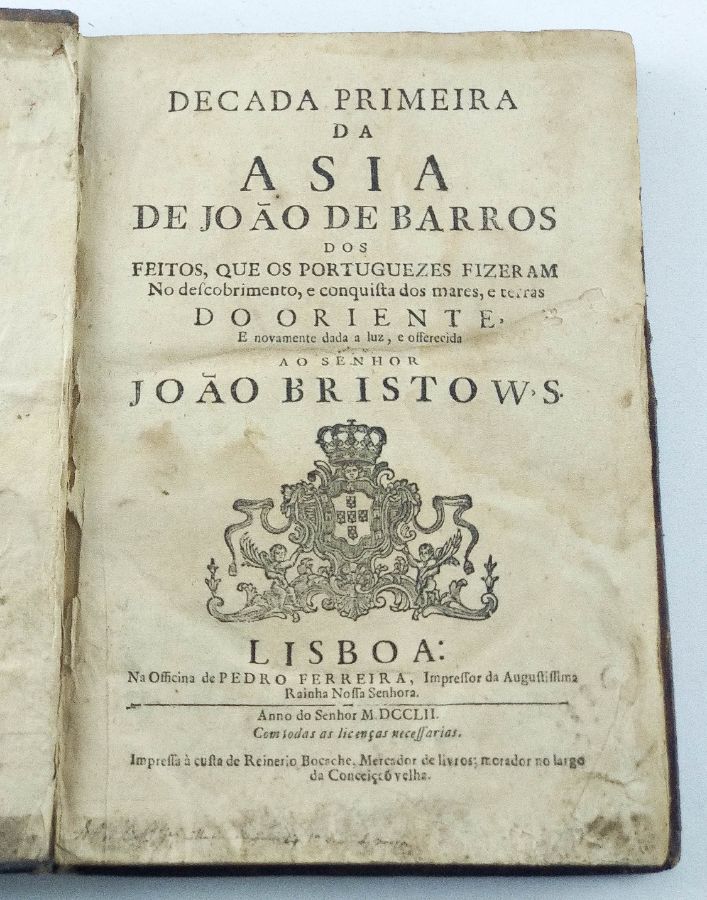 DECADA PRIMEIRA
DA
ASIA
DE JOÃO DE BARROS
DOS
FEITOS, QUE OS PORTUGUEZES FIZERAM
No deſcobrimento, e conquiſta dos mares, e terras
DO ORIENTE,
E novamente dada a luz, e offerecida
AO SENHOR
JOÃO BRISTOW, S.
LISBOA:
Na Officina de PEDRO FERREIRA, Impreſſor da Auguſtiſſima
Rainha Noſſa Senhora.
Anno do Senhor M.DCCLII.
Com todas as licenças neceſſarias.
Impreſſa à cuſta de Reinerio Bocache, Mercador de livros; morador no largo
da Conceiçcõ velha.